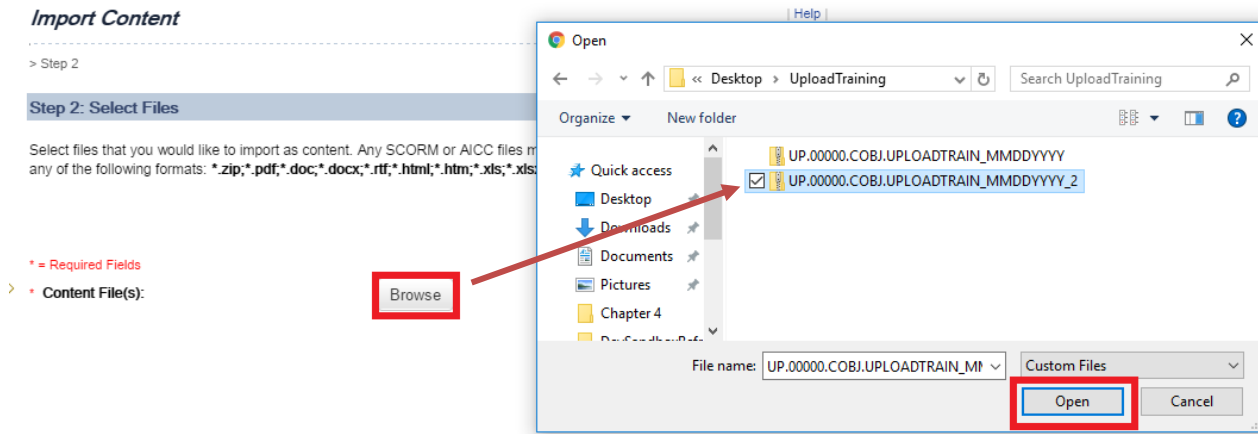 Import Content
| Help |
> Step 2
Step 2: Select Files
Select files that you would like to import as content. Any SCORM or AICC files
any of the following formats: *.zip;*.pdf;*.doc;*.docx;*.rtf;*.html;*.htm;*.xls;
* = Required Fields
* Content File(s):
Browse
Open
« Desktop > UploadTraining
Search UploadTraining
Organize
New folder
Quick access
Desktop
Downloads
Documents
Pictures
Chapter 4
UP.00000.COBJ.UPLOADTRAIN_MMDDYYYY
UP.00000.COBJ.UPLOADTRAIN_MMDDYYYY_2
File name: UP.00000.COBJ.UPLOADTRAIN_MM
Custom Files
Open
Cancel